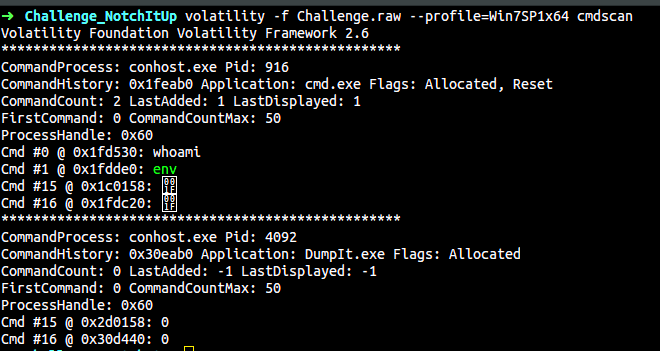 ➜ Challenge_NotchItUp volatility -f Challenge.raw --profile=Win7SP1x64 cmdscan
Volatility Foundation Volatility Framework 2.6
**************************************************
CommandProcess: conhost.exe Pid: 916
CommandHistory: 0x1feab0 Application: cmd.exe Flags: Allocated, Reset
CommandCount: 2 LastAdded: 1 LastDisplayed: 1
FirstCommand: 0 CommandCountMax: 50
ProcessHandle: 0x60
Cmd #0 @ 0x1fd530: whoami
Cmd #1 @ 0x1fdde0: env
Cmd #15 @ 0x1c0158: 001F
Cmd #16 @ 0x1fdc20: 001F
**************************************************
CommandProcess: conhost.exe Pid: 4092
CommandHistory: 0x30eab0 Application: DumpIt.exe Flags: Allocated
CommandCount: 0 LastAdded: -1 LastDisplayed: -1
FirstCommand: 0 CommandCountMax: 50
ProcessHandle: 0x60
Cmd #15 @ 0x2d0158: 0
Cmd #16 @ 0x30d440: 0